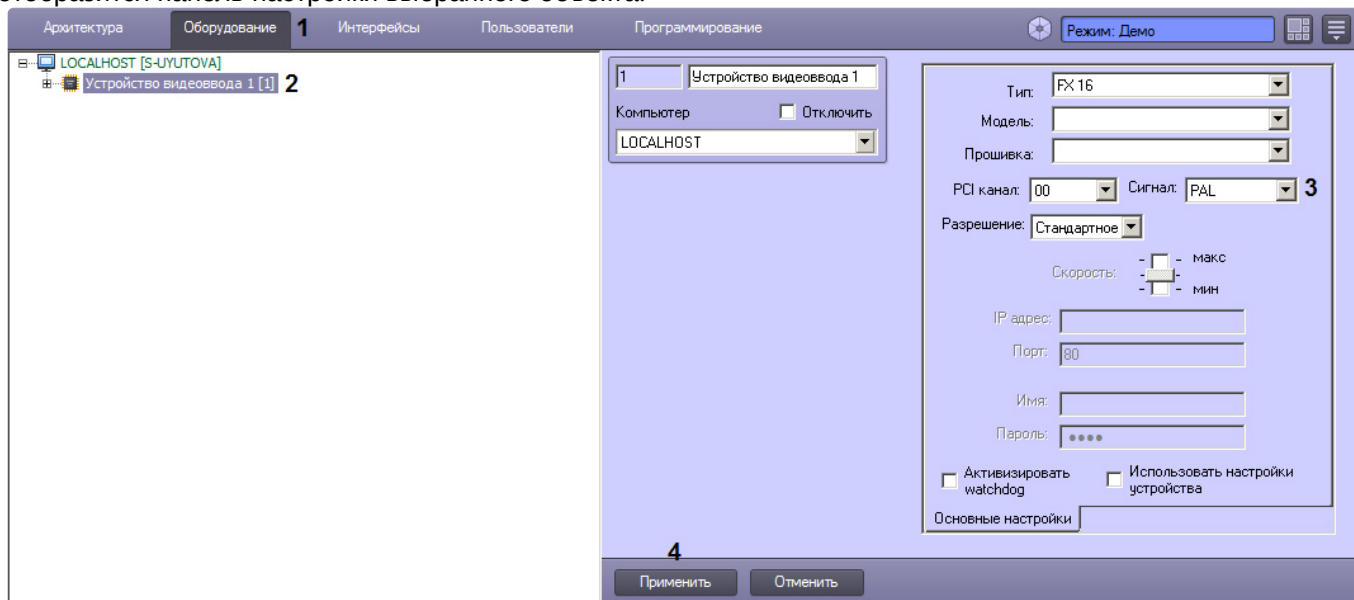 отобразится панель настройки выбранного объекта.
Архитектура Оборудование 1 Интерфейсы Пользователи Программирование Режим: Демо
LOCALHOST [S-UYUTOVA]
Устройство видеоввода 1 [1] 2
1 Устройство видеоввода 1
Компьютер Отключить
LOCALHOST
Тип: FX 16
Модель:
Прошивка:
PCI канал: 00 Сигнал: PAL 3
Разрешение: Стандартное
макс
Скорость:
мин
IP адрес:
Порт: 80
Имя:
Пароль: ●●●●
Активизировать watchdog
Использовать настройки устройства
Основные настройки
4
Применить Отменить